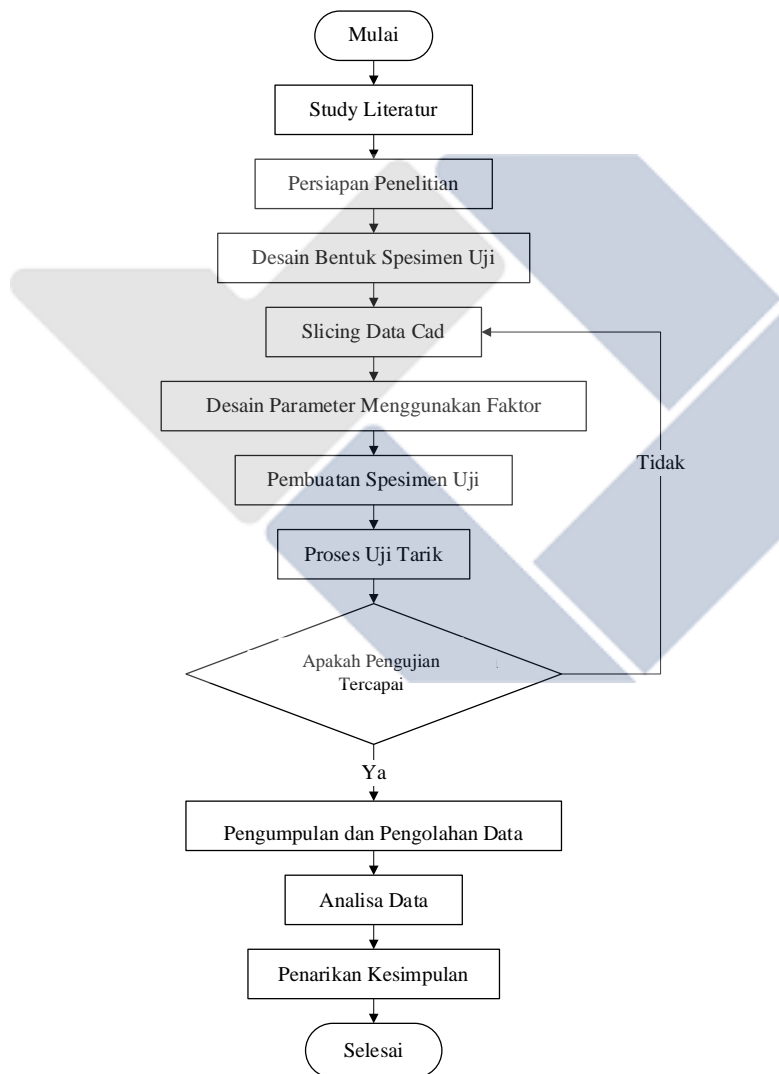 Mulai
Study Literatur
Persiapan Penelitian
Desain Bentuk Spesimen Uji
Slicing Data Cad
Desain Parameter Menggunakan Faktor
Tidak
Pembuatan Spesimen Uji
Proses Uji Tarik
Apakah Pengujian
Tercapai
Ya
Pengumpulan dan Pengolahan Data
Analisa Data
Penarikan Kesimpulan
Selesai